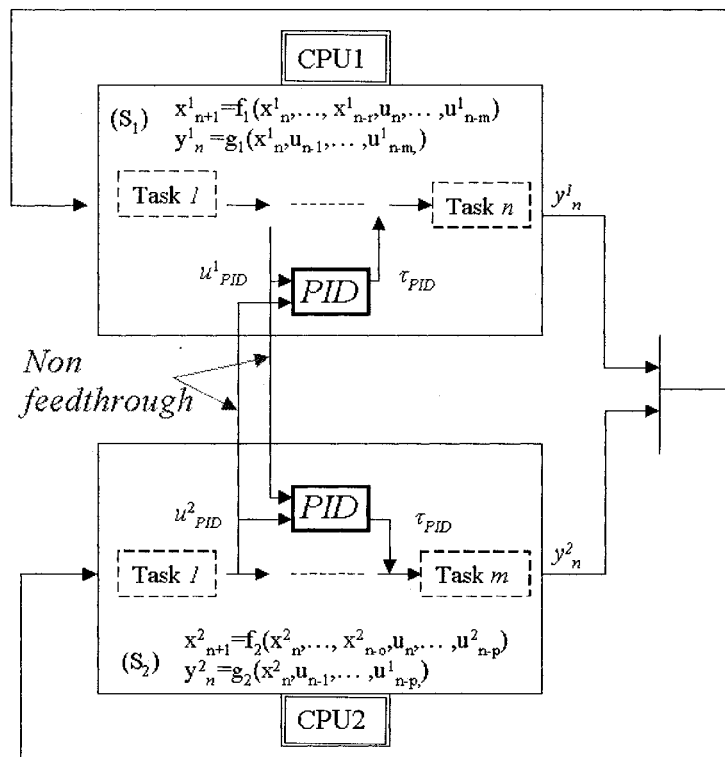 CPU1
(S₁) x¹ₙ₊₁=f₁(x¹ₙ,…, x¹ₙ₋ᵣ,uₙ,…,u¹ₙ₋ₘ)
y¹ₙ =g₁(x¹ₙ,uₙ₋₁,…,u¹ₙ₋ₘ,)
Task 1
Task n
y¹ₙ
u¹PID
PID
τPID
Non
feedthrough
PID
u²PID
τPID
Task 1
Task m
y²ₙ
x²ₙ₊₁=f₂(x²ₙ,…, x²ₙ₋ₒ,uₙ,…,u²ₙ₋ₚ)
(S₂) y²ₙ=g₂(x²ₙ,uₙ₋₁,…,u¹ₙ₋ₚ,)
CPU2